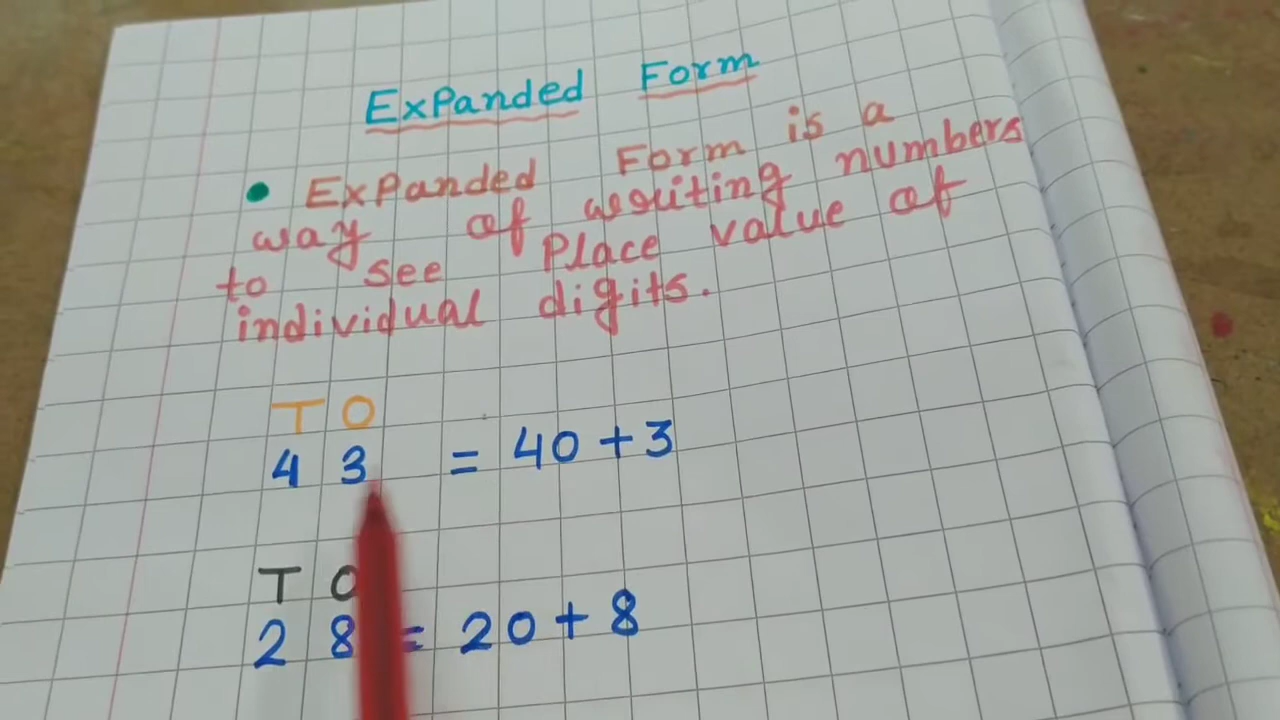 Expanded Form
• Expanded Form is a
way of writing numbers
to see Place value of
individual digits.
T O
4 3 = 40 + 3
T O
2 8 = 20 + 8